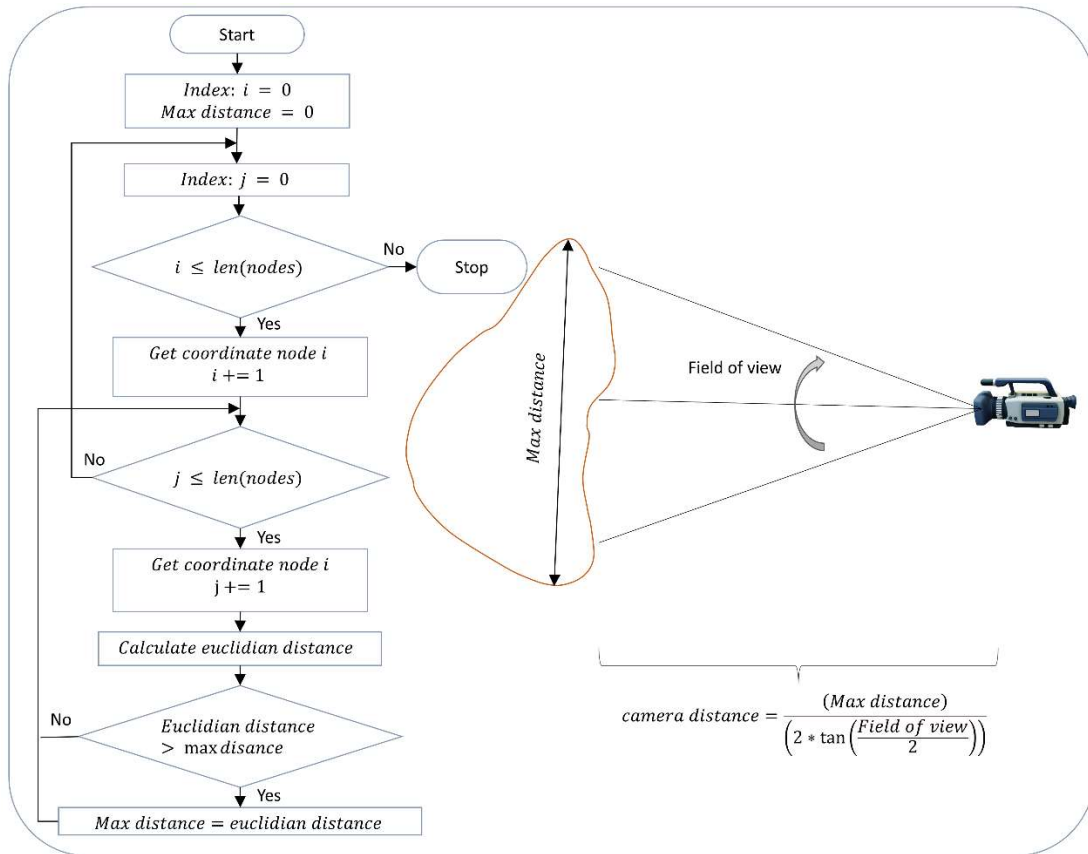 Start
Index: i = 0
Max distance = 0
Index: j = 0
i ≤ len(nodes)
No
Stop
Yes
Get coordinate node i
i += 1
No
j ≤ len(nodes)
Yes
Get coordinate node i
j += 1
Calculate euclidian distance
No
Euclidian distance
> max disance
Yes
Max distance = euclidian distance
Max distance
Field of view
camera distance = (Max distance) / (2 * tan (Field of view / 2))